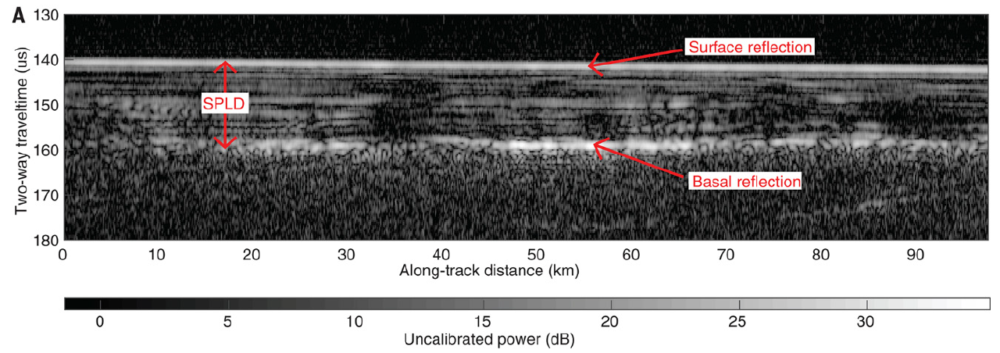 A
130
140
150
160
170
180
Two-way traveltime (us)
Surface reflection
SPLD
Basal reflection
0 10 20 30 40 50 60 70 80 90
Along-track distance (km)
0 5 10 15 20 25 30
Uncalibrated power (dB)